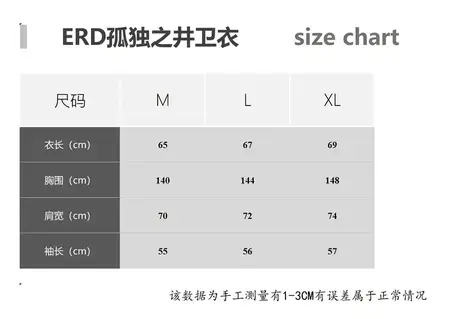 ERD孤独之井卫衣 size chart
尺码 M L XL
衣长（cm） 65 67 69
胸围（cm） 140 144 148
肩宽（cm） 70 72 74
袖长（cm） 55 56 57
该数据为手工测量有1-3CM有误差属于正常情况